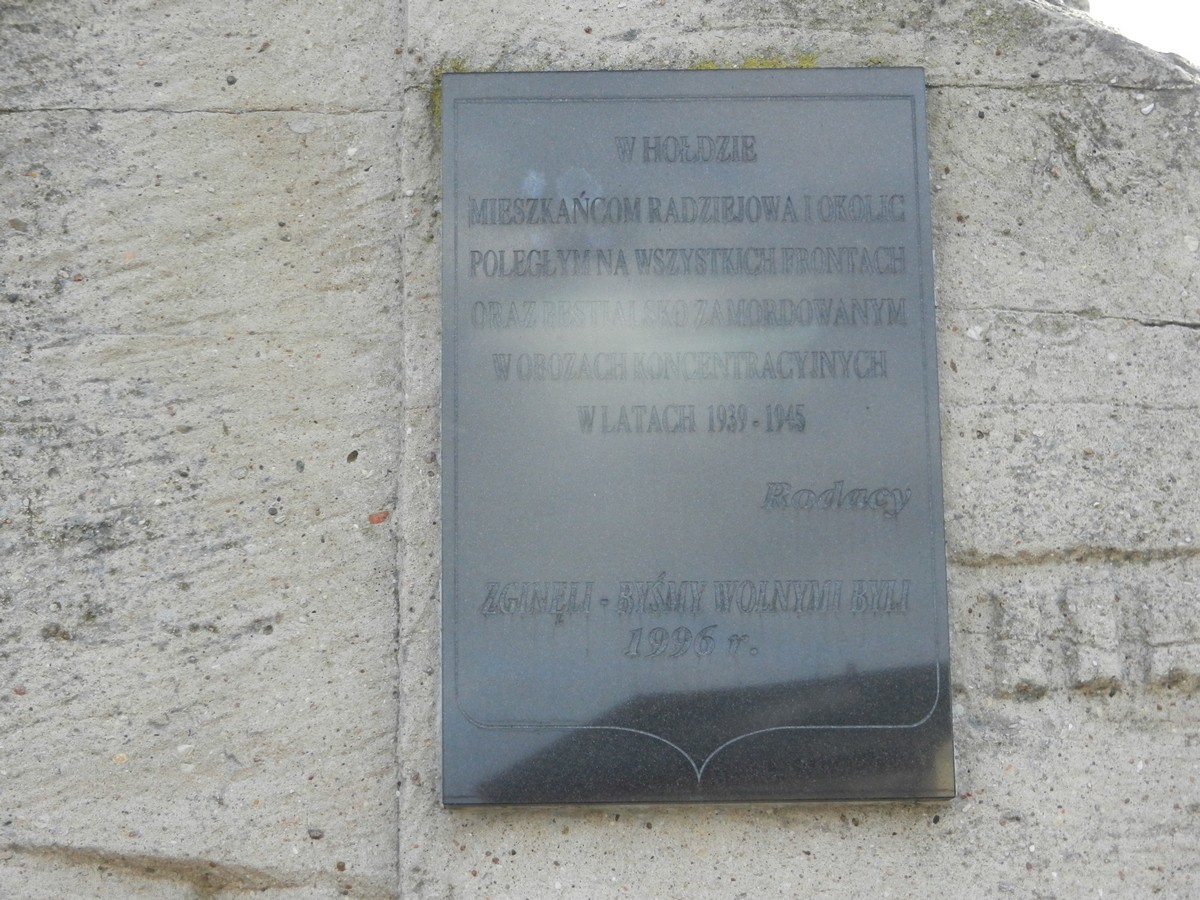 W HOŁDZIE
MIESZKAŃCOM RADZIEJOWA I OKOLIC
POLEGŁYM NA WSZYSTKICH FRONTACH
ORAZ BESTIALSKO ZAMORDOWANYM
W OBOZACH KONCENTRACYJNYCH
W LATACH 1939 - 1945
Rodacy
ZGINĘLI - BYŚMY WOLNYMI BYLI
1996 r.